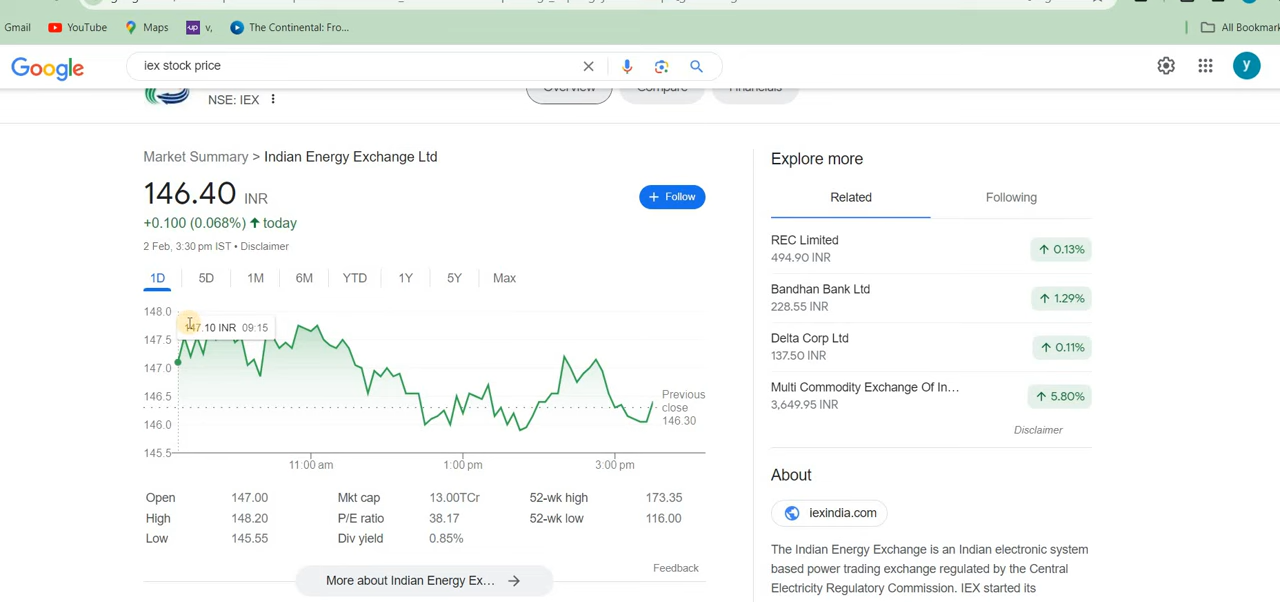 Gmail YouTube Maps up v, The Continental: Fro... All Bookmark
Google iex stock price y
NSE: IEX Overview Compare Financials
Market Summary > Indian Energy Exchange Ltd
146.40 INR
+ Follow
+0.100 (0.068%) ↑ today
2 Feb, 3:30 pm IST • Disclaimer
1D 5D 1M 6M YTD 1Y 5Y Max
148.0
147.10 INR 09:15
147.5
147.0
146.5
146.0
145.5
Previous
close
146.30
11:00 am 1:00 pm 3:00 pm
Open 147.00 Mkt cap 13.00TCr 52-wk high 173.35
High 148.20 P/E ratio 38.17 52-wk low 116.00
Low 145.55 Div yield 0.85%
Feedback
More about Indian Energy Ex... →
Explore more
Related Following
REC Limited
494.90 INR
↑ 0.13%
Bandhan Bank Ltd
228.55 INR
↑ 1.29%
Delta Corp Ltd
137.50 INR
↑ 0.11%
Multi Commodity Exchange Of In...
3,649.95 INR
↑ 5.80%
Disclaimer
About
iexindia.com
The Indian Energy Exchange is an Indian electronic system
based power trading exchange regulated by the Central
Electricity Regulatory Commission. IEX started its